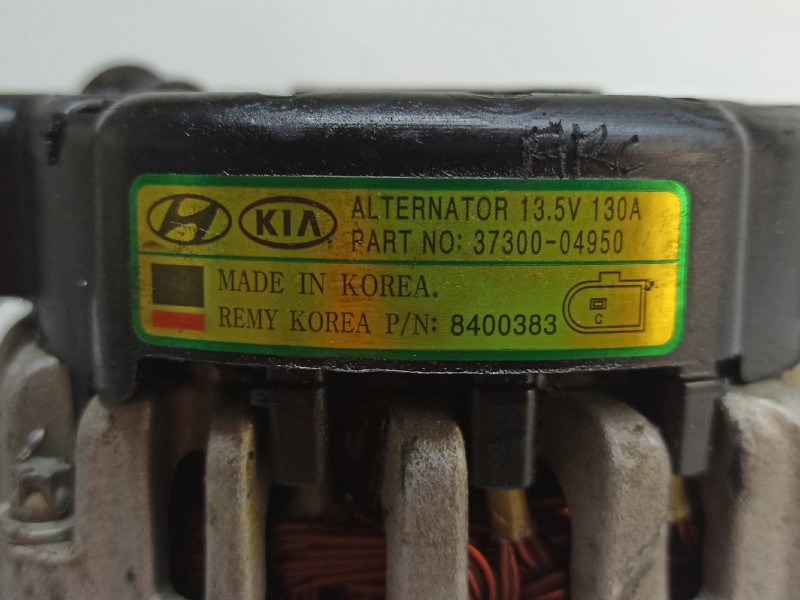 KIA ALTERNATOR 13.5V 130A
PART NO: 37300-04950
MADE IN KOREA.
REMY KOREA P/N: 8400383
C